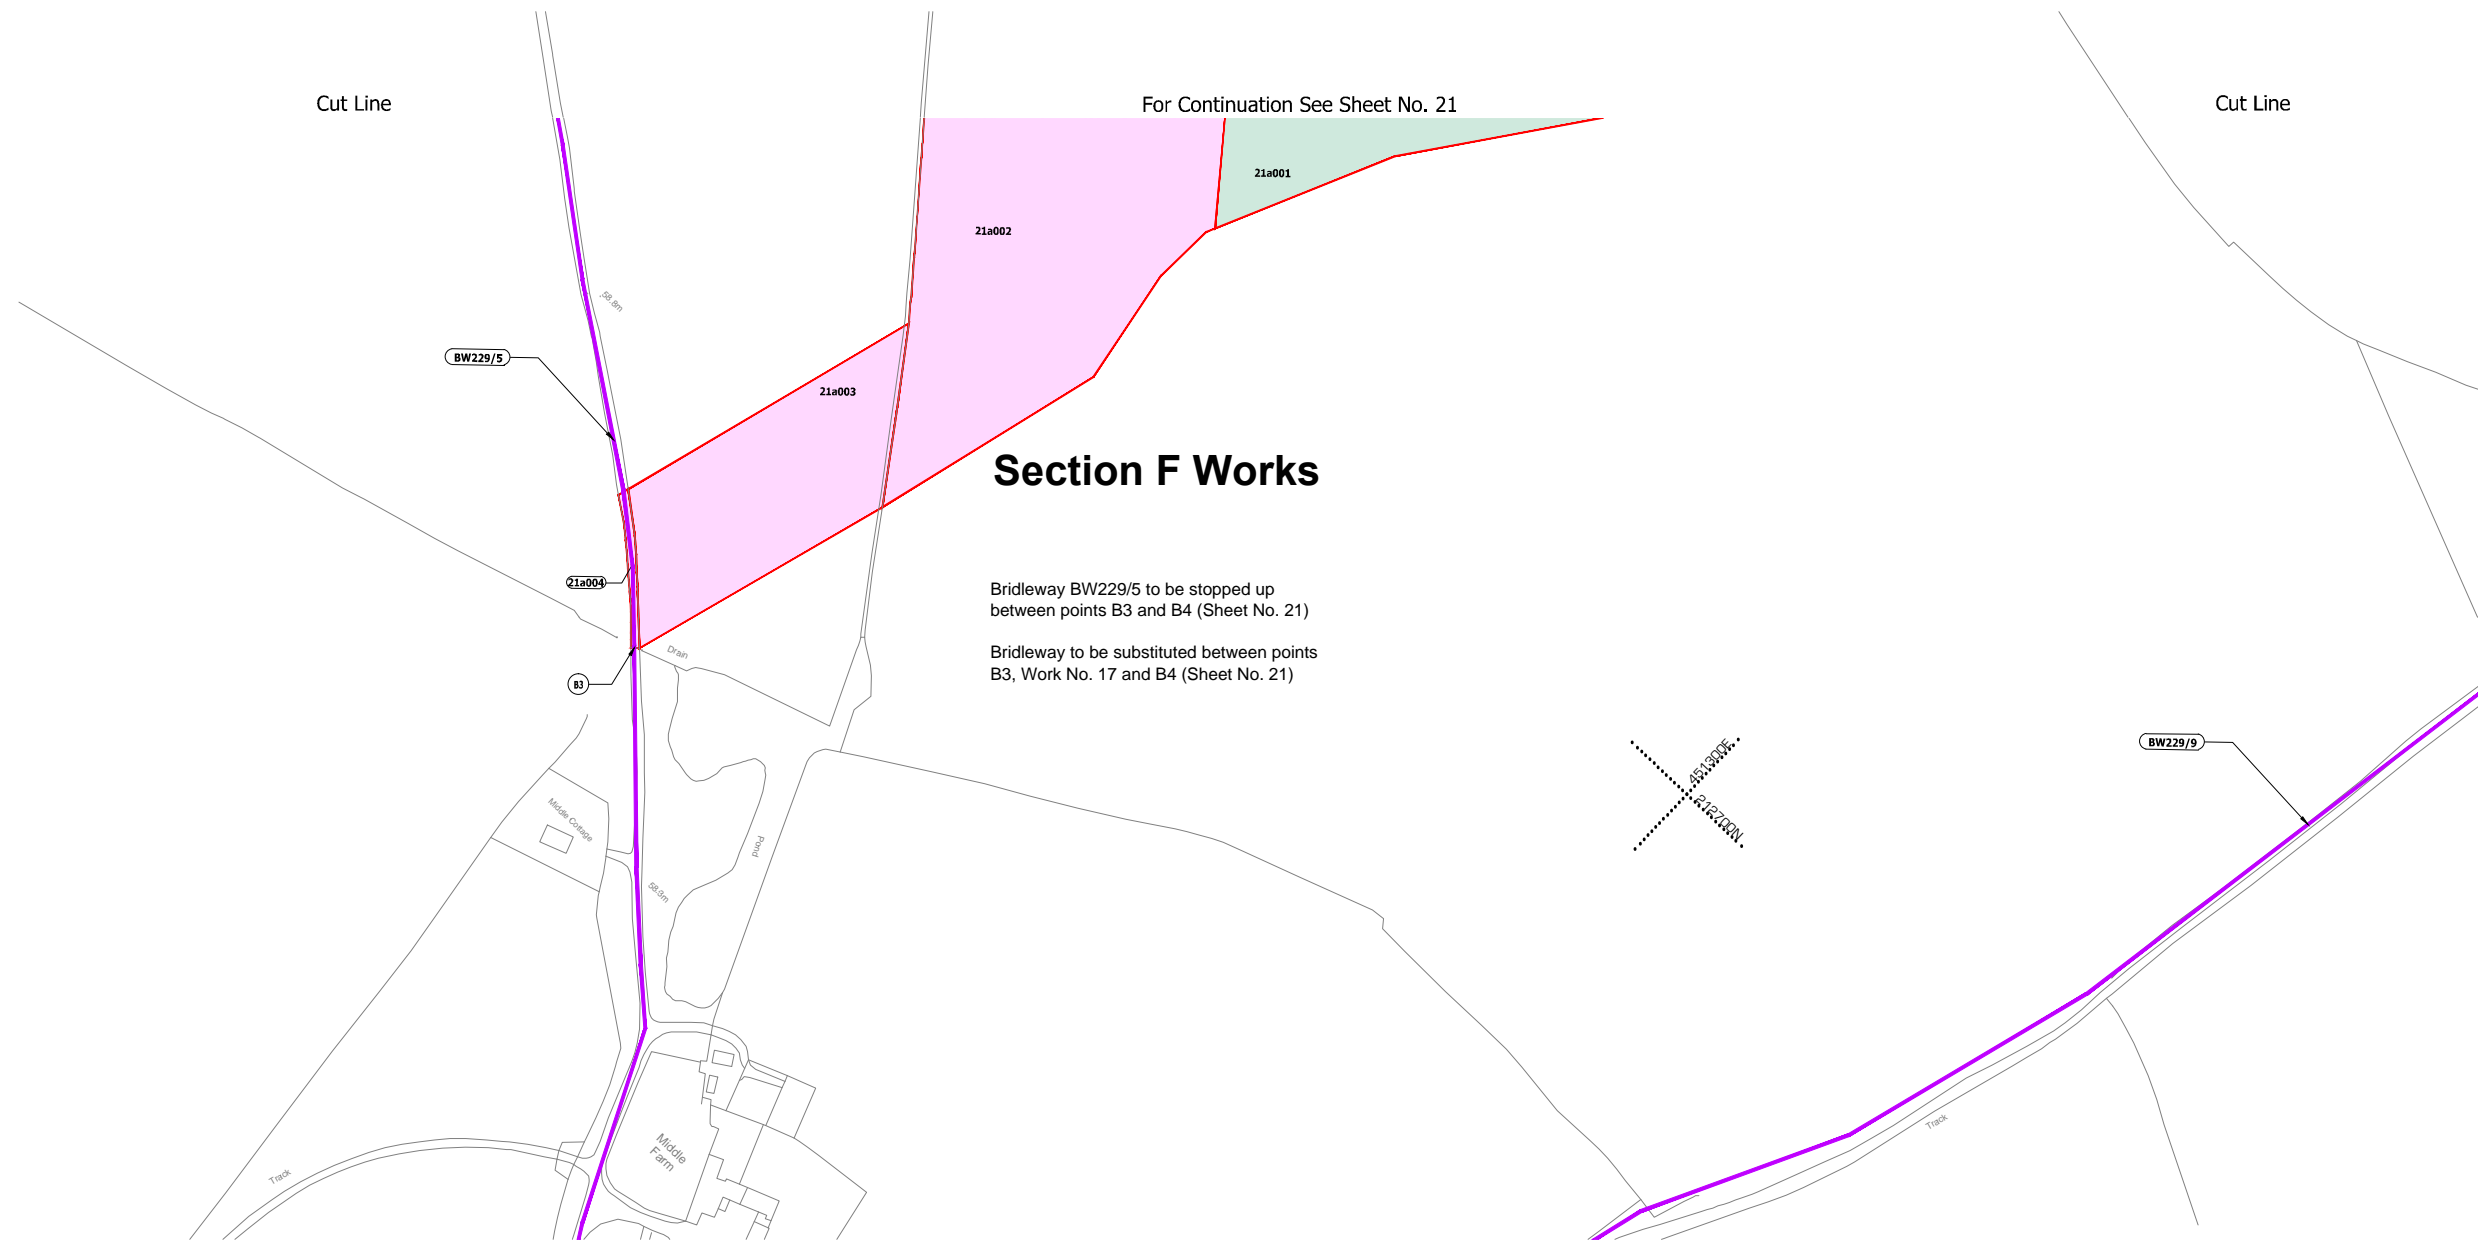 Cut Line
For Continuation See Sheet No. 21
Cut Line
21a001
21a002
58.8m
BW229/5
21a003
Section F Works
21a004
Bridleway BW229/5 to be stopped up
between points B3 and B4 (Sheet No. 21)
Drain
Bridleway to be substituted between points
B3, Work No. 17 and B4 (Sheet No. 21)
B3
451300E
212700N
BW229/9
Middle Cottage
Pond
58.3m
Track
Middle
Farm
Track